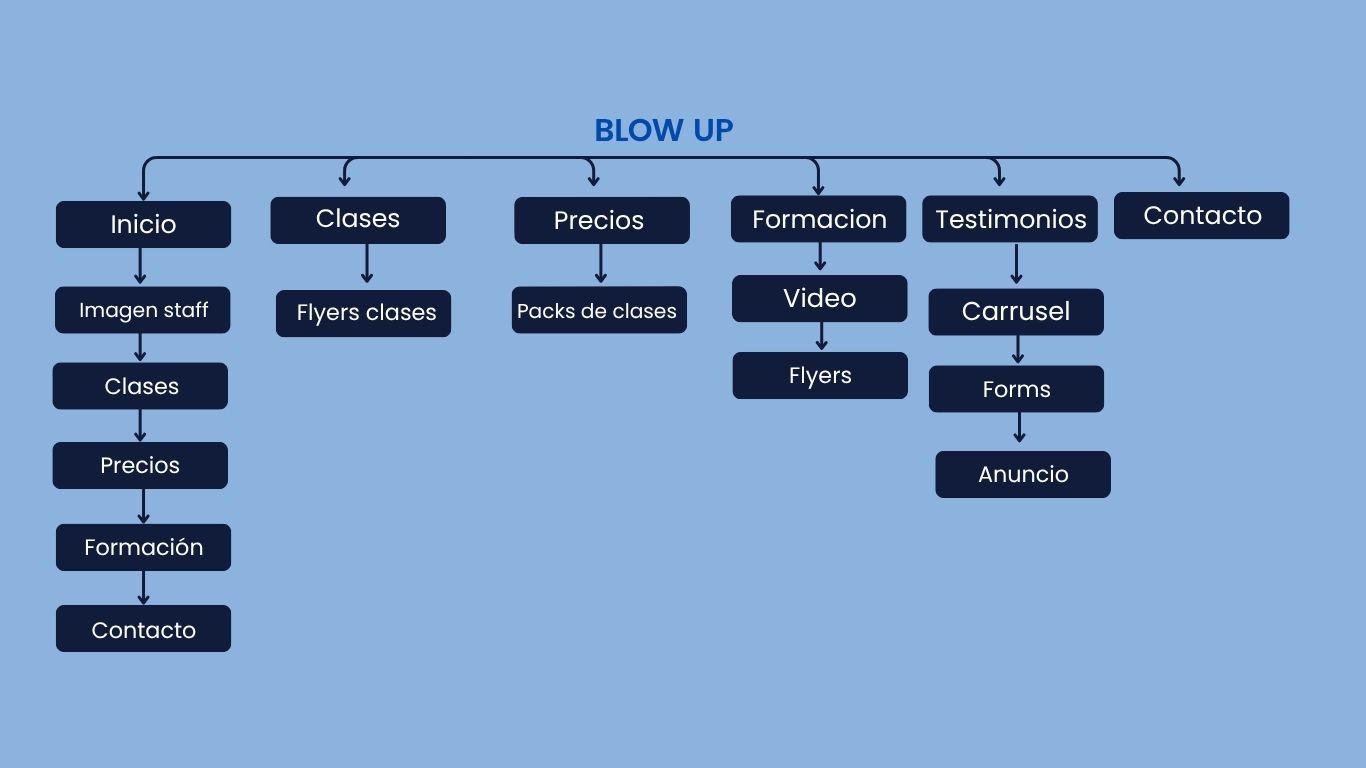 BLOW UP
Inicio
Clases
Precios
Formacion
Testimonios
Contacto
Imagen staff
Flyers clases
Packs de clases
Video
Carrusel
Clases
Flyers
Forms
Precios
Anuncio
Formación
Contacto